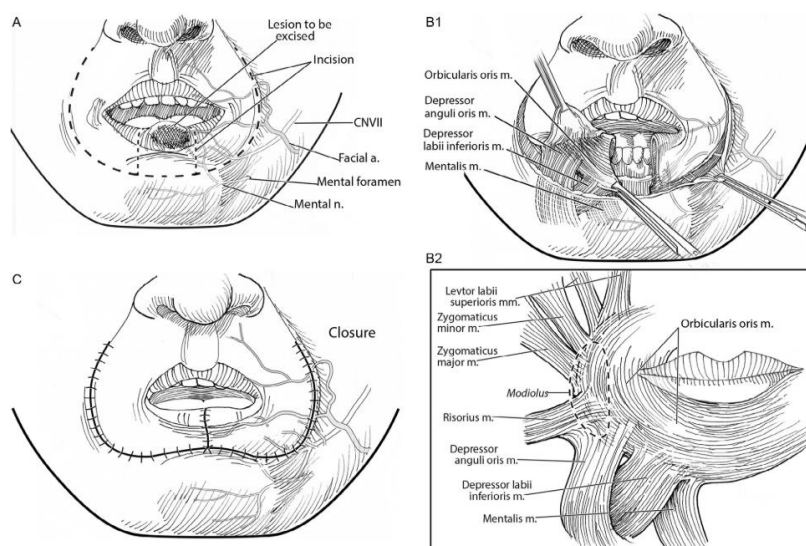 A
Lesion to be
excised
Incision
CNVII
Facial a.
Mental foramen
Mental n.
B1
Orbicularis oris m.
Depressor
anguli oris m.
Depressor
labii inferioris m.
Mentalis m.
C
Closure
B2
Levtor labii
superioris mm.
Zygomaticus
minor m.
Zygomaticus
major m.
Modiolus
Risorius m.
Depressor
anguli oris m.
Depressor labii
inferioris m.
Mentalis m.
Orbicularis oris m.